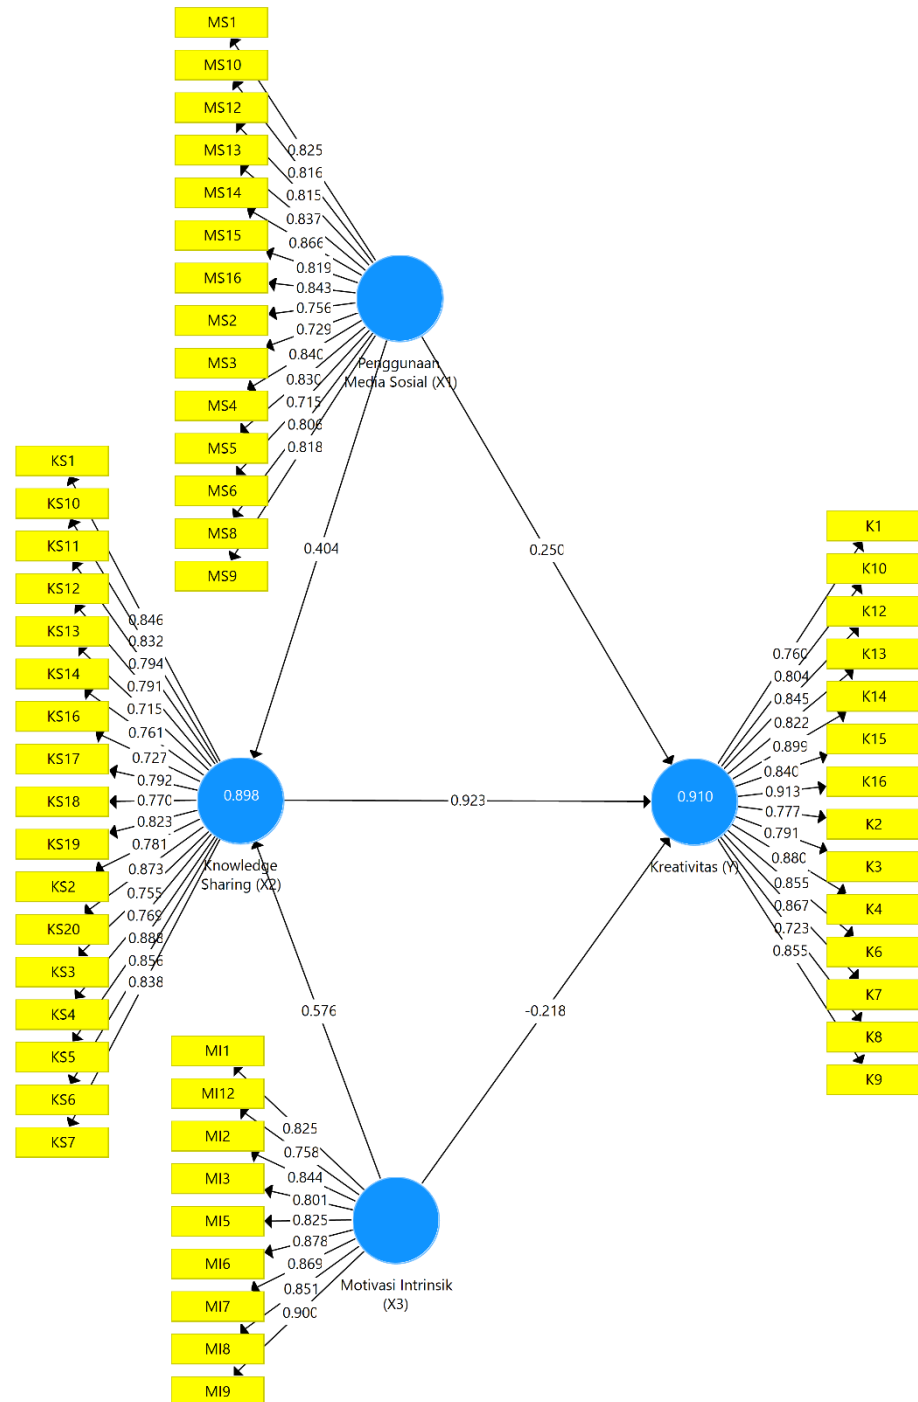 MS1
MS10
MS12
MS13
MS14
MS15
MS16
MS2
MS3
MS4
MS5
MS6
MS8
MS9
0.825
0.816
0.815
0.837
0.866
0.819
0.843
0.756
0.729
0.840
0.830
0.715
0.806
0.818
Penggunaan
Media Sosial (X1)
0.404
0.250
KS1
KS10
KS11
KS12
KS13
KS14
KS16
KS17
KS18
KS19
KS2
KS20
KS3
KS4
KS5
KS6
KS7
0.846
0.832
0.794
0.791
0.715
0.761
0.727
0.792
0.770
0.823
0.781
0.873
0.755
0.769
0.888
0.856
0.838
0.898
Knowledge
Sharing (X2)
0.923
0.910
Kreativitas (Y)
0.760
0.804
0.845
0.822
0.899
0.840
0.913
0.777
0.791
0.880
0.855
0.867
0.723
0.855
K1
K10
K12
K13
K14
K15
K16
K2
K3
K4
K6
K7
K8
K9
0.576
-0.218
MI1
MI12
MI2
MI3
MI5
MI6
MI7
MI8
MI9
0.825
0.758
0.844
0.801
0.825
0.878
0.869
0.851
0.900
Motivasi Intrinsik
(X3)